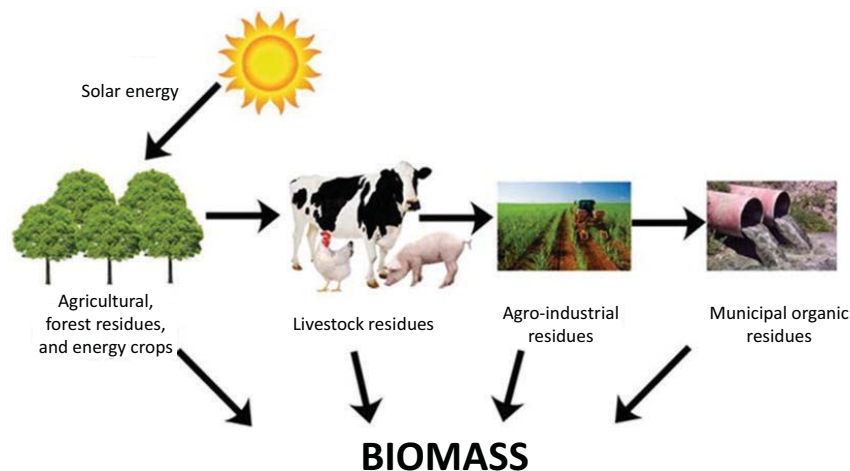 Solar energy
Agricultural,
forest residues,
and energy crops
Livestock residues
Agro-industrial
residues
Municipal organic
residues
BIOMASS